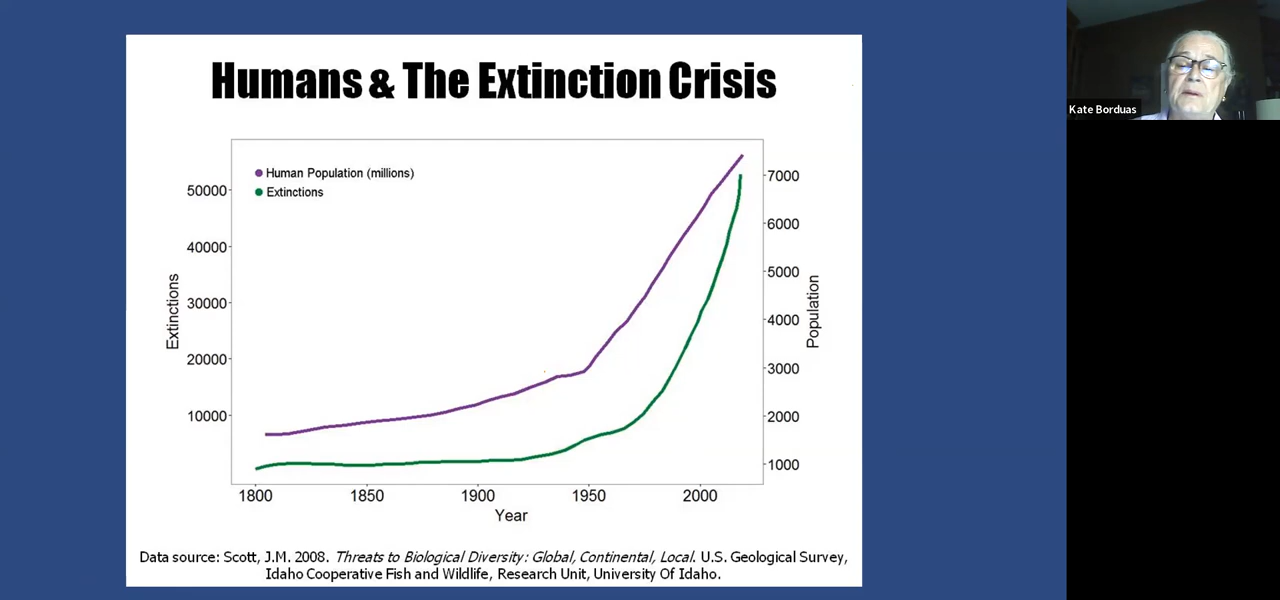 Humans & The Extinction Crisis
Human Population (millions)
Extinctions
50000
40000
30000
20000
10000
Extinctions
7000
6000
5000
4000
3000
2000
1000
Population
1800 1850 1900 1950 2000
Year
Data source: Scott, J.M. 2008. Threats to Biological Diversity: Global, Continental, Local. U.S. Geological Survey,
Idaho Cooperative Fish and Wildlife, Research Unit, University Of Idaho.
Kate Borduas